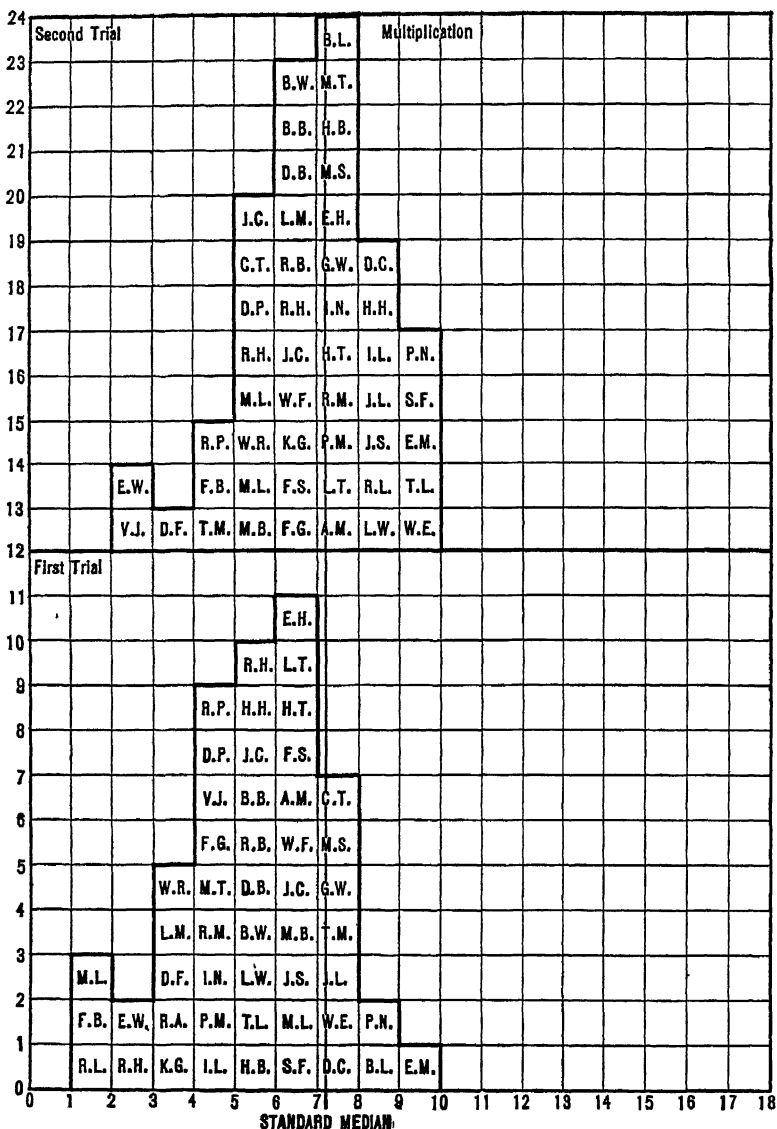 24
Second Trial Multiplication
B.L.
23
B.W. M.T.
22
B.B. H.B.
21
D.B. M.S.
20
J.C. L.M. E.H.
19
C.T. R.B. G.W. D.C.
18
D.P. R.H. I.N. H.H.
17
R.H. J.C. H.T. I.L. P.N.
16
M.L. W.F. R.M. J.L. S.F.
15
R.P. W.R. K.G. P.M. J.S. E.M.
14
E.W. F.B. M.L. F.S. L.T. R.L. T.L.
13
V.J. D.F. T.M. M.B. F.G. A.M. L.W. W.E.
12
First Trial
11
E.H.
10
R.H. L.T.
9
R.P. H.H. H.T.
8
D.P. J.C. F.S.
7
V.J. B.B. A.M. C.T.
6
F.G. R.B. W.F. M.S.
5
W.R. M.T. D.B. J.C. G.W.
4
L.M. R.M. B.W. M.B. T.M.
3
M.L. D.F. I.N. L.W. J.S. J.L.
2
F.B. E.W. R.A. P.M. T.L. M.L. W.E. P.N.
1
R.L. R.H. K.G. I.L. H.B. S.F. D.C. B.L. E.M.
0
0 1 2 3 4 5 6 7 8 9 10 11 12 13 14 15 16 17 18
STANDARD MEDIAN